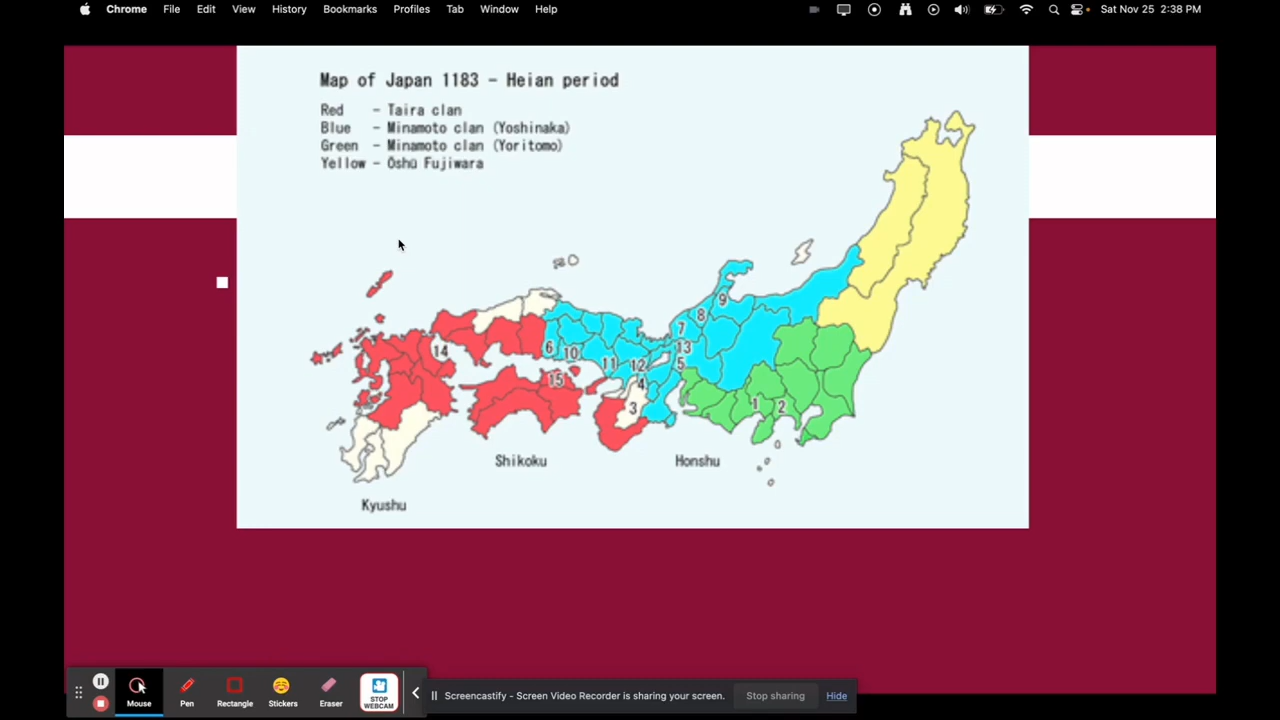 Chrome File Edit View History Bookmarks Profiles Tab Window Help Sat Nov 25 2:38 PM
Map of Japan 1183 - Heian period
Red - Taira clan
Blue - Minamoto clan (Yoshinaka)
Green - Minamoto clan (Yoritomo)
Yellow - Ōshū Fujiwara
9
8
7
14
6
10
13
11
12
5
15
4
3
1
2
Shikoku
Honshu
Kyushu
Mouse
Pen
Rectangle
Stickers
Eraser
STOP
WEBCAM
Screencastify - Screen Video Recorder is sharing your screen.
Stop sharing
Hide